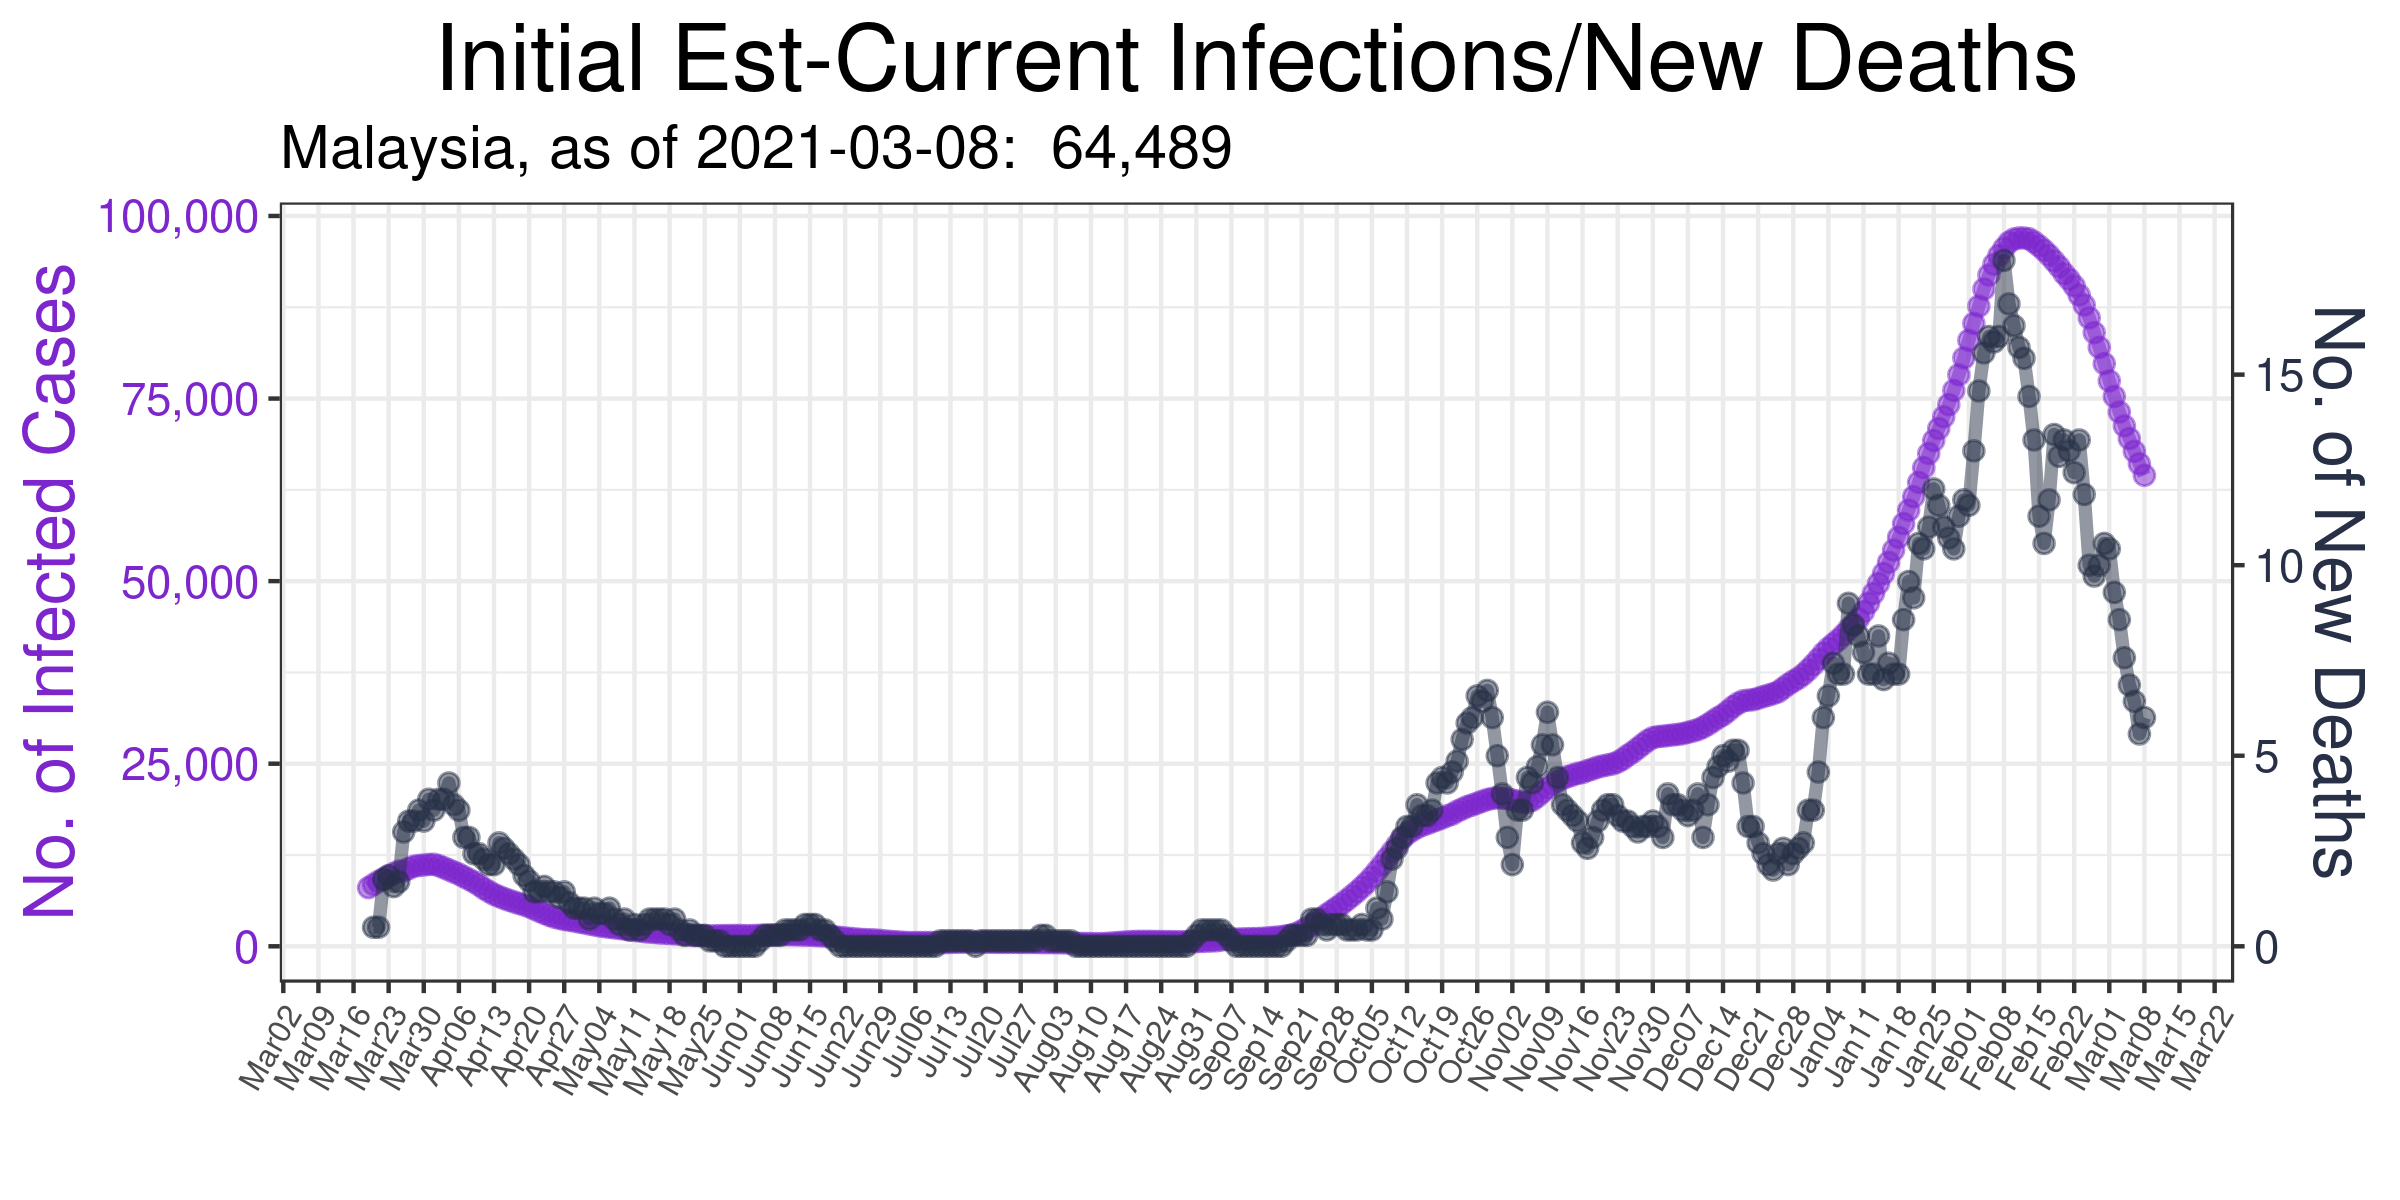 Initial Est-Current Infections/New Deaths
Malaysia, as of 2021-03-08:  64,489
No. of Infected Cases
100,000
75,000
50,000
25,000
0
15
10
5
0
No. of New Deaths
Mar02
Mar09
Mar16
Mar23
Mar30
Apr06
Apr13
Apr20
Apr27
May04
May11
May18
May25
Jun01
Jun08
Jun15
Jun22
Jun29
Jul06
Jul13
Jul20
Jul27
Aug03
Aug10
Aug17
Aug24
Aug31
Sep07
Sep14
Sep21
Sep28
Oct05
Oct12
Oct19
Oct26
Nov02
Nov09
Nov16
Nov23
Nov30
Dec07
Dec14
Dec21
Dec28
Jan04
Jan11
Jan18
Jan25
Feb01
Feb08
Feb15
Feb22
Mar01
Mar08
Mar15
Mar22